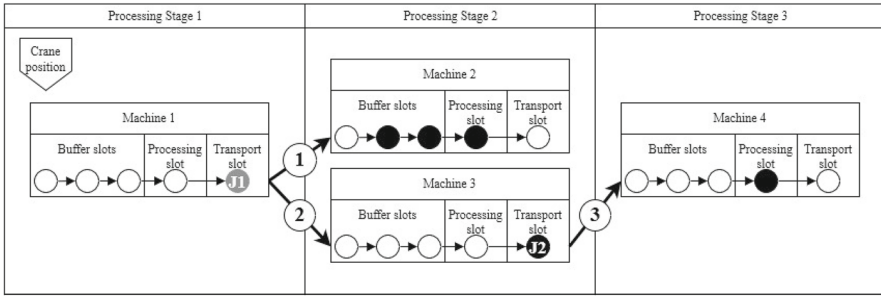 Processing Stage 1
Processing Stage 2
Processing Stage 3
Crane
position
Machine 1
Buffer slots
Processing
slot
Transport
slot
J1
1
2
Machine 2
Buffer slots
Processing
slot
Transport
slot
Machine 3
Buffer slots
Processing
slot
Transport
slot
J2
3
Machine 4
Buffer slots
Processing
slot
Transport
slot